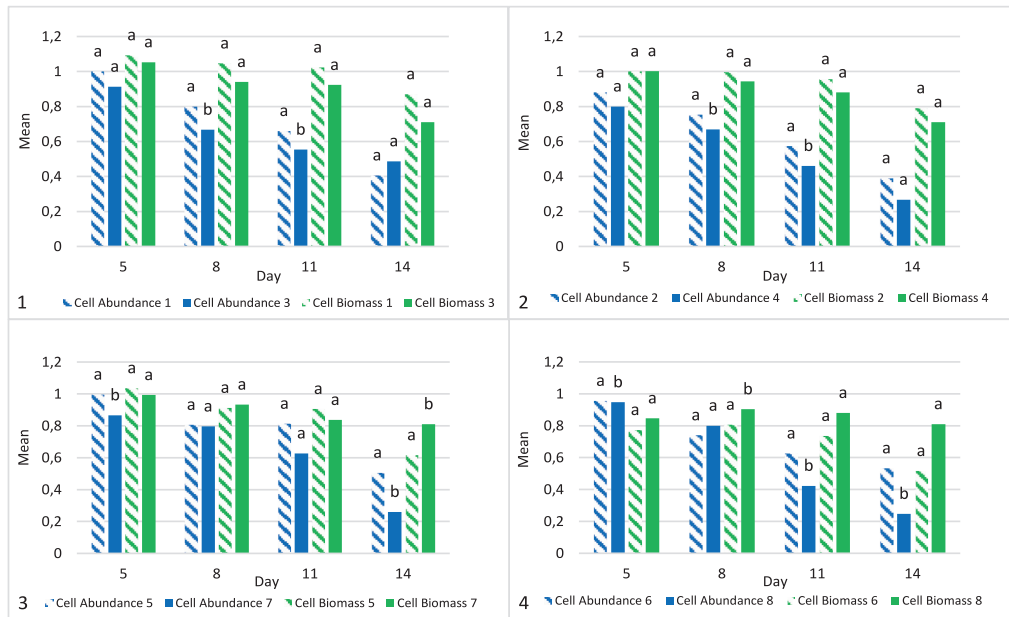 a a a a
a a a a
a b a b a a
1,2
1
0,8
0,6
0,4
0,2
0
Mean
5 8 11 14
Day
1
Cell Abundance 1 Cell Abundance 3 Cell Biomass 1 Cell Biomass 3
a a a a
a a a a
a b a b a a
1,2
1
0,8
0,6
0,4
0,2
0
Mean
5 8 11 14
Day
2
Cell Abundance 2 Cell Abundance 4 Cell Biomass 2 Cell Biomass 4
a b a a
a a a a
a a a a
a b a b
1,2
1
0,8
0,6
0,4
0,2
0
Mean
5 8 11 14
Day
3
Cell Abundance 5 Cell Abundance 7 Cell Biomass 5 Cell Biomass 7
a b a a
a a a b
a b a a
a b a a
1,2
1
0,8
0,6
0,4
0,2
0
Mean
5 8 11 14
Day
4
Cell Abundance 6 Cell Abundance 8 Cell Biomass 6 Cell Biomass 8